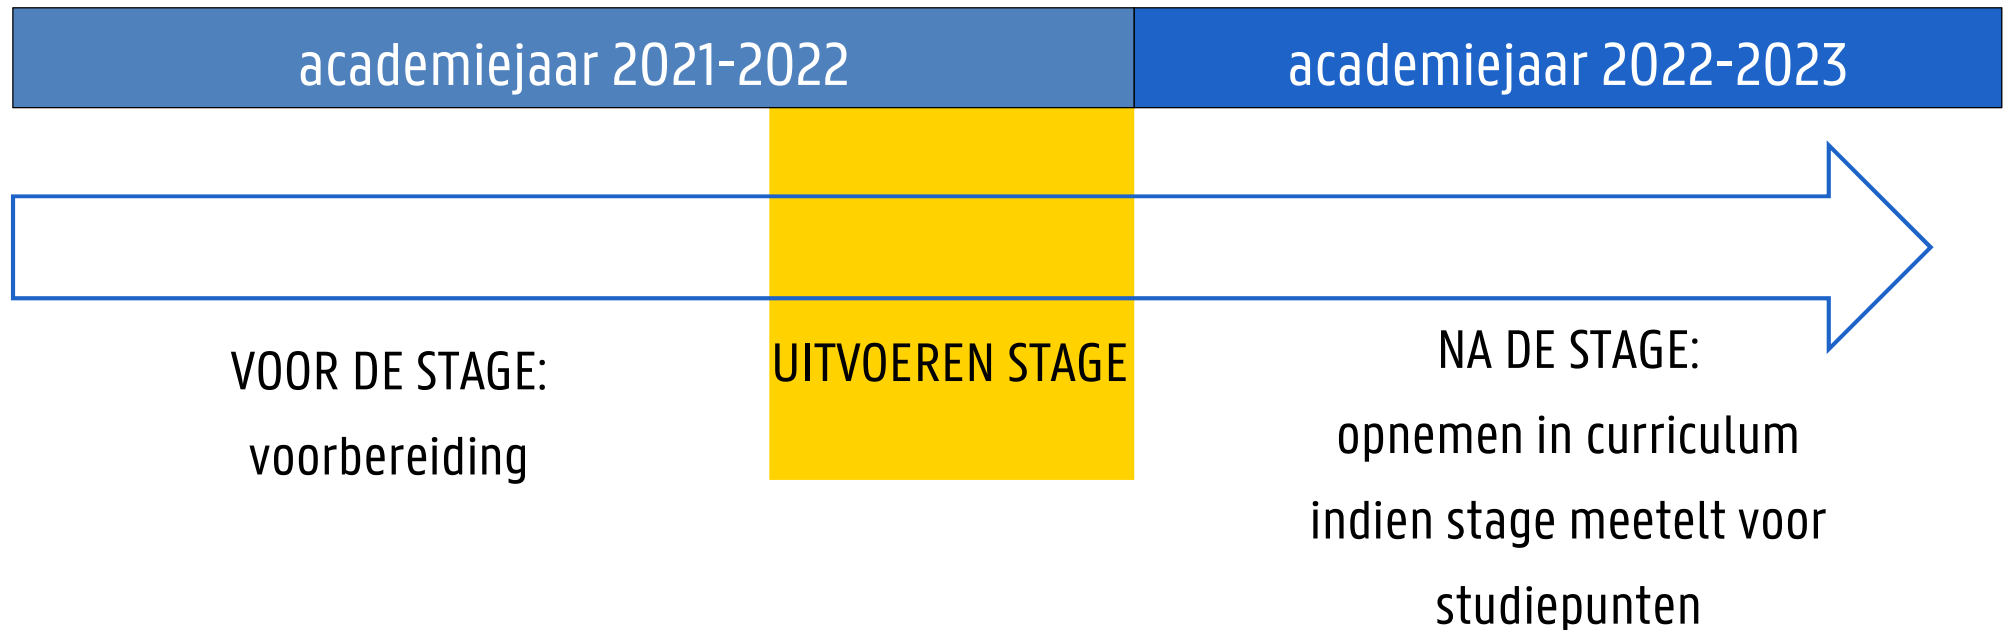 academiejaar 2021-2022
academiejaar 2022-2023
VOOR DE STAGE:
voorbereiding
UITVOEREN STAGE
NA DE STAGE:
opnemen in curriculum
indien stage meetelt voor
studiepunten